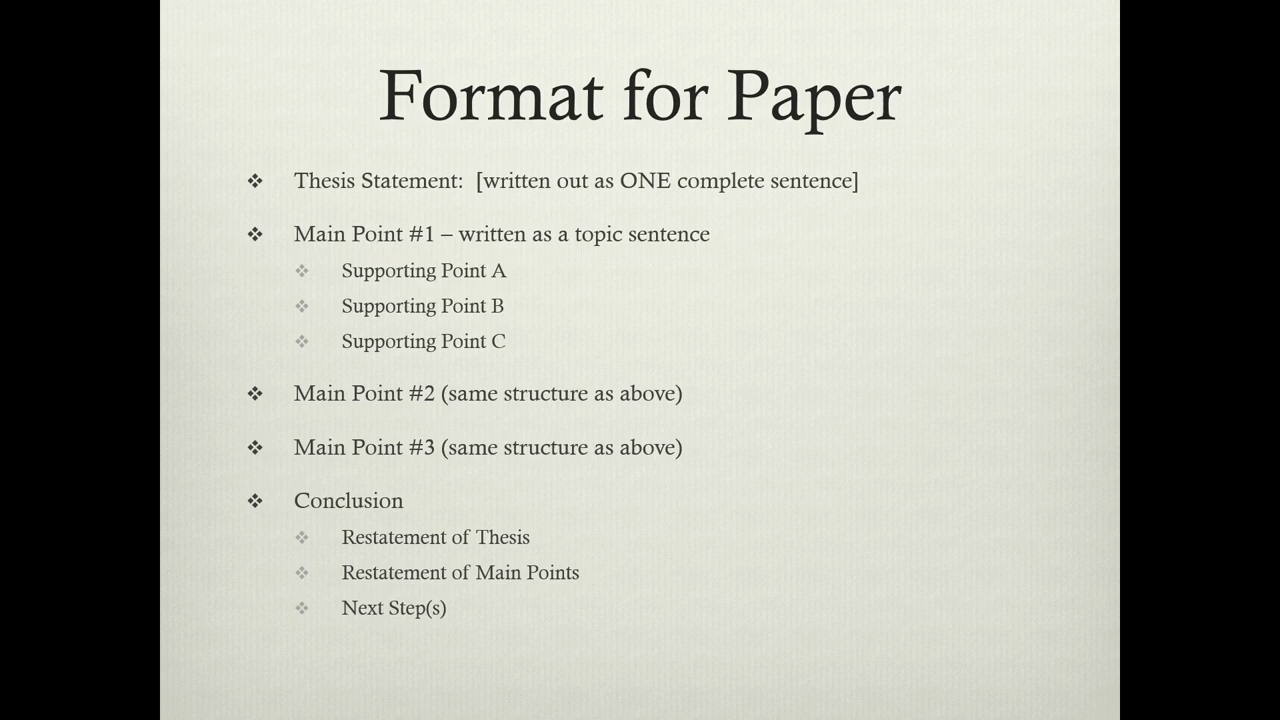 Format for Paper
❖ Thesis Statement:  [written out as ONE complete sentence]
❖ Main Point #1 – written as a topic sentence
❖ Supporting Point A
❖ Supporting Point B
❖ Supporting Point C
❖ Main Point #2 (same structure as above)
❖ Main Point #3 (same structure as above)
❖ Conclusion
❖ Restatement of Thesis
❖ Restatement of Main Points
❖ Next Step(s)